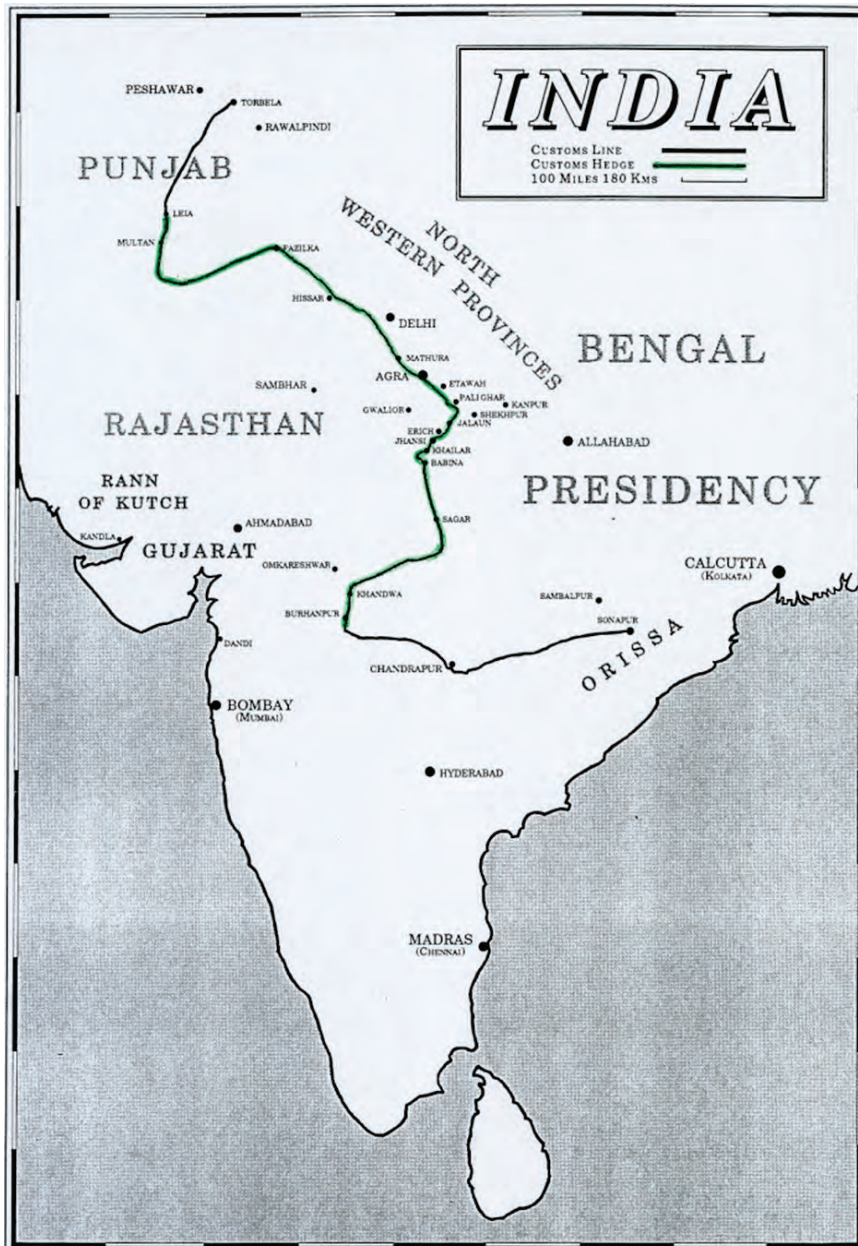 INDIA
CUSTOMS LINE
CUSTOMS HEDGE
100 MILES 180 KMS
PESHAWAR
TORBELA
RAWALPINDI
PUNJAB
LEIA
MULTAN
FAZILKA
NORTH
WESTERN PROVINCES
HISSAR
DELHI
BENGAL
MATHURA
AGRA
ETAWAH
SAMBHAR
PALIGHAR
KANPUR
GWALIOR
SHEKHPUR
RAJASTHAN
JALAUN
ERICH
JHANSI
ALLAHABAD
KHAILAR
BABINA
RANN
OF KUTCH
PRESIDENCY
SAGAR
AHMADABAD
KANDLA
GUJARAT
OMKARESHWAR
CALCUTTA
(KOLKATA)
KHANDWA
SAMBALPUR
BURHANPUR
SONAPUR
DANDI
CHANDRAPUR
ORISSA
BOMBAY
(MUMBAI)
HYDERABAD
MADRAS
(CHENNAI)